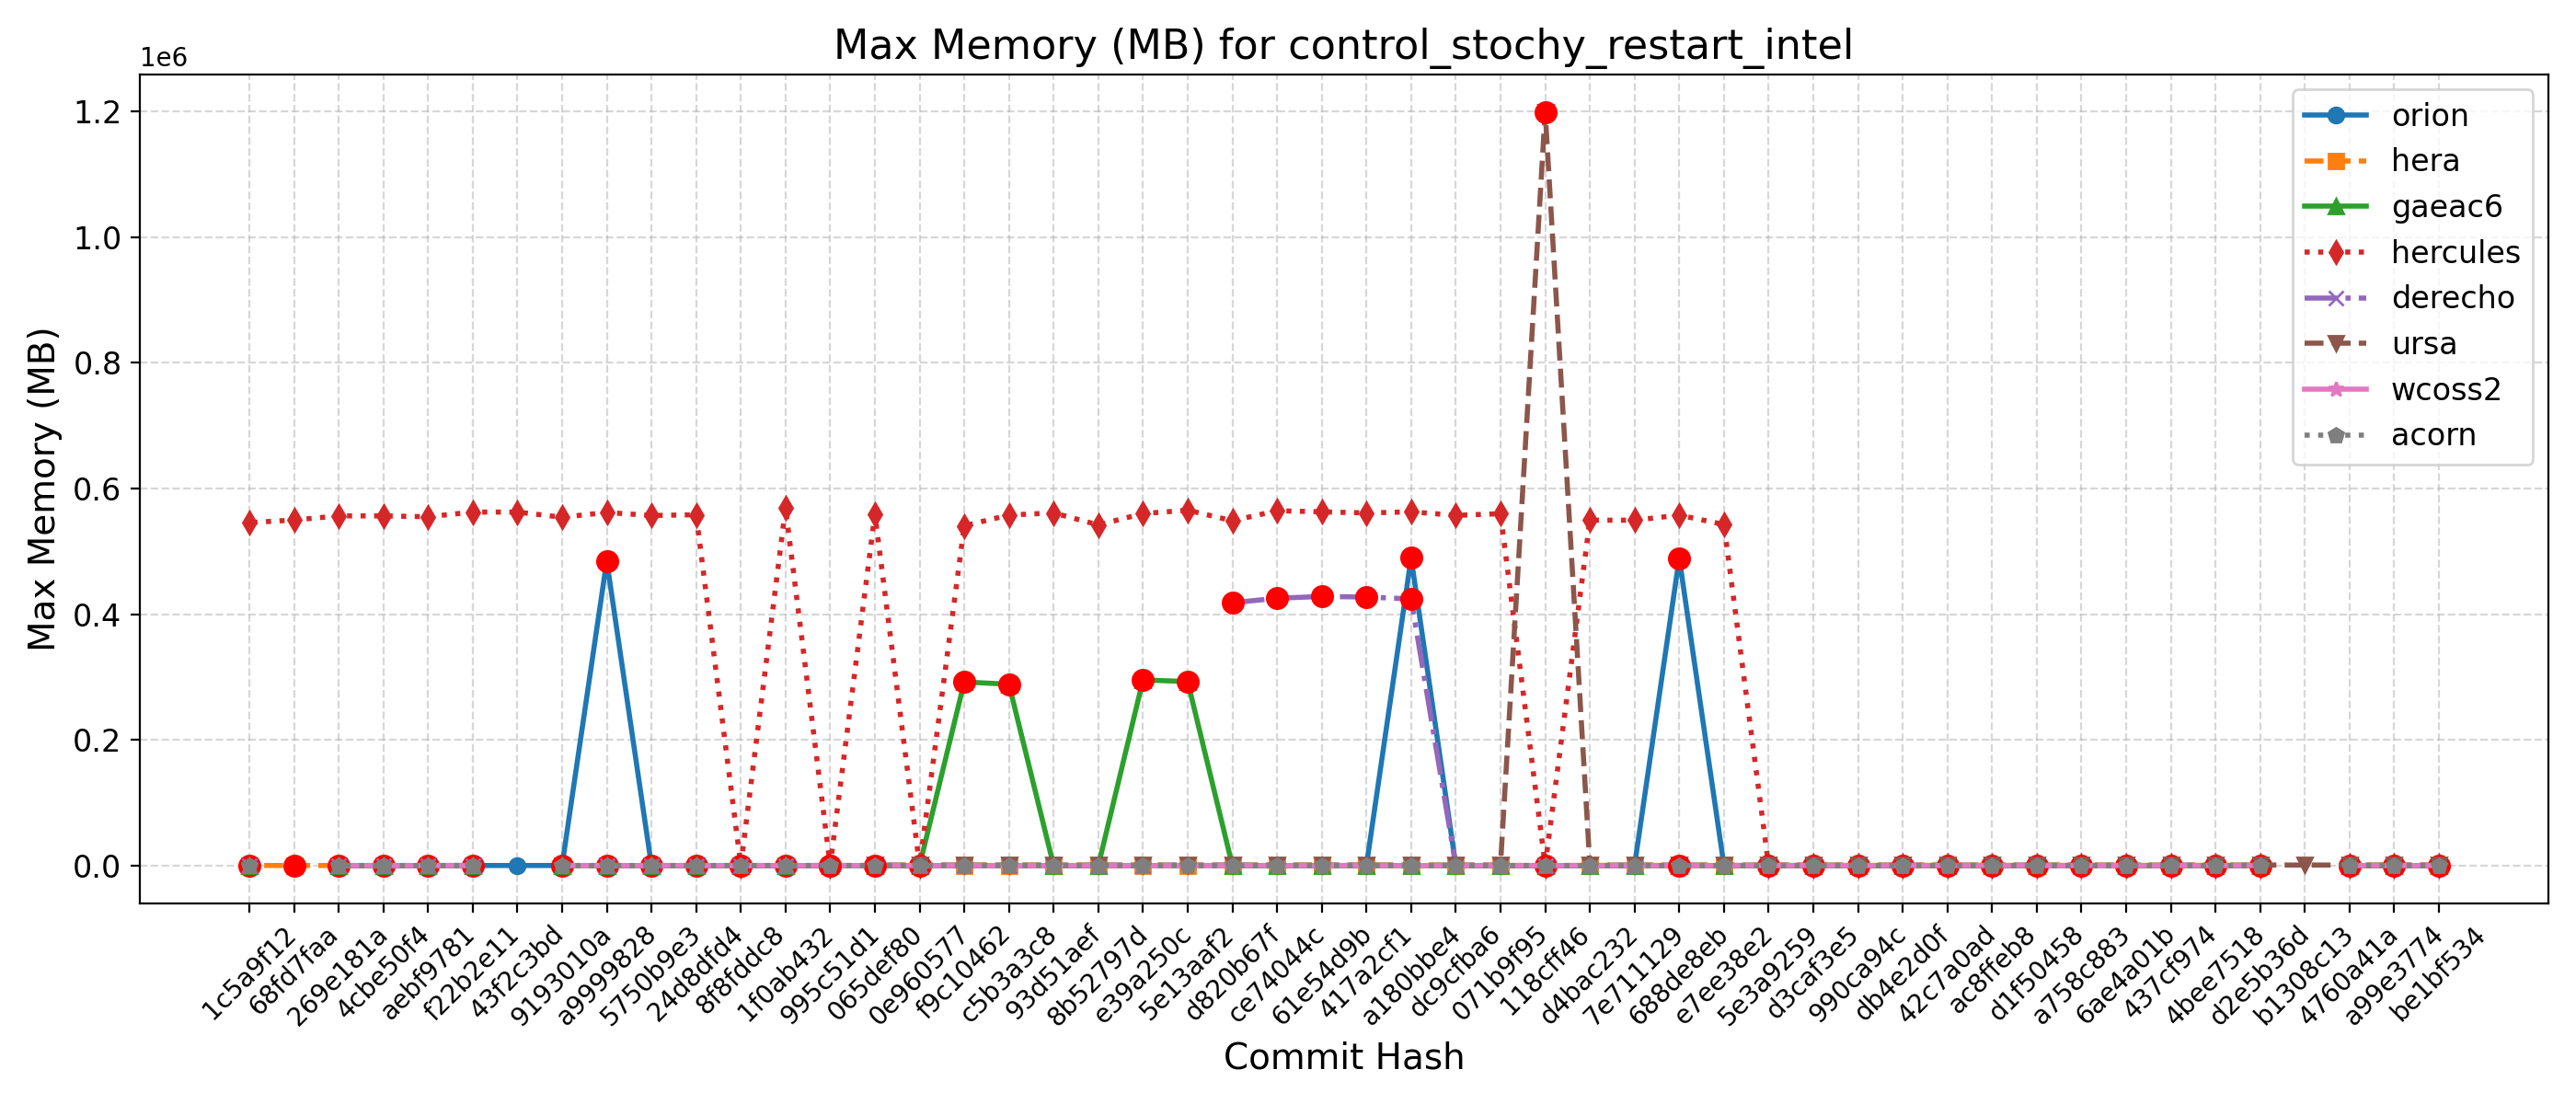 Max Memory (MB) for control_stochy_restart_intel
1e6
1.2
1.0
0.8
0.6
0.4
0.2
0.0
Max Memory (MB)
orion
hera
gaeac6
hercules
derecho
ursa
wcoss2
acorn
1c5a9f12
68fd7faa
269e181a
4cbe50f4
aebf9781
f22b2e11
43f2c3bd
9193010a
a9999828
5750b9e3
24d8dfd4
8f8fddc8
1f0ab432
995c51d1
065def80
0e960577
f9c10462
c5b3a3c8
93d51aef
8b52797d
e39a250c
5e13aaf2
d820b67f
ce74044c
61e54d9b
417a2cf1
a180bbe4
dc9cfba6
071b9f95
118cff46
d4bac232
7e711129
688de8eb
e7ee38e2
5e3a9259
d3caf3e5
990ca94c
db4e2d0f
42c7a0ad
ac8ffeb8
d1f50458
a758c883
6ae4a01b
437cf974
4bee7518
d2e5b36d
b1308c13
4760a41a
a99e3774
be1bf534
Commit Hash